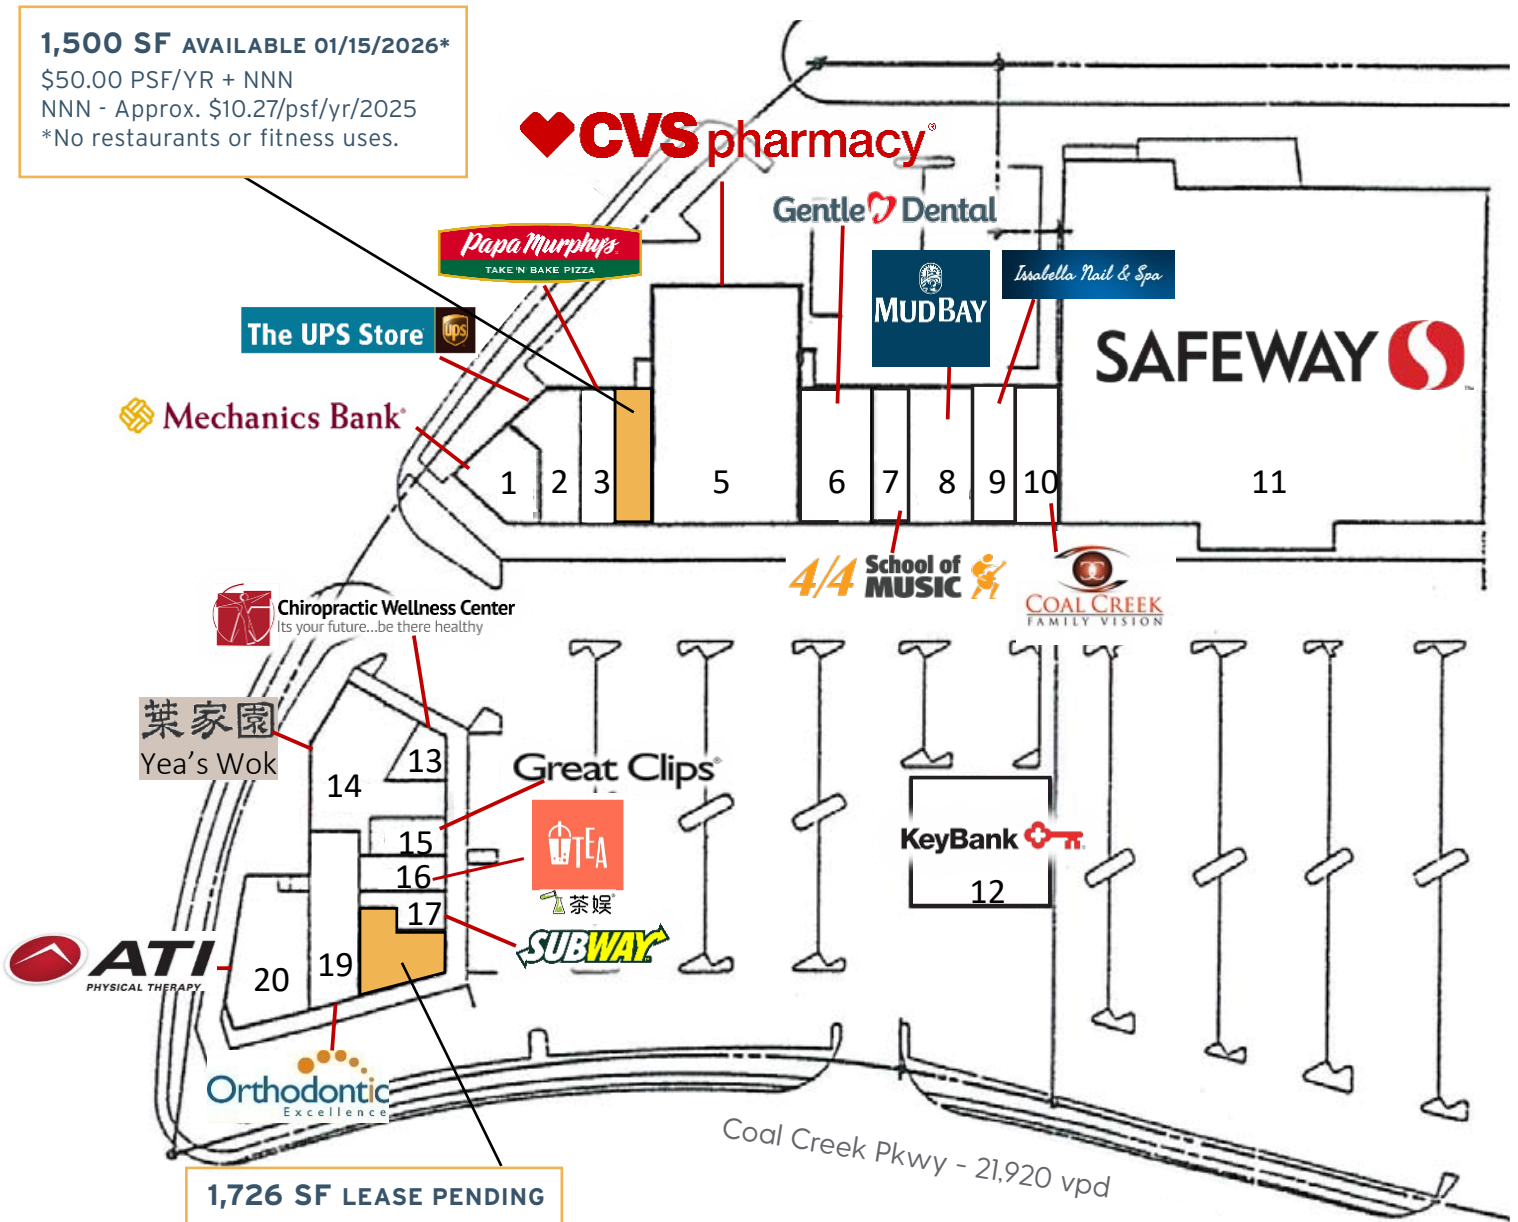 1,500 SF AVAILABLE 01/15/2026*
$50.00 PSF/YR + NNN
NNN - Approx. $10.27/psf/yr/2025
*No restaurants or fitness uses.
CVS pharmacy®
Gentle Dental
Papa Murphy's
TAKE 'N BAKE PIZZA
MUD BAY
Issabella Nail & Spa
The UPS Store
ups
SAFEWAY
Mechanics Bank®
1
2
3
5
6
7
8
9
10
11
4/4 School of
MUSIC
COAL CREEK
FAMILY VISION
Chiropractic Wellness Center
Its your future...be there healthy
葉家園
Yea's Wok
13
14
Great Clips®
15
TEA
茶娱
16
17
SUBWAY
KeyBank
12
ATI
PHYSICAL THERAPY
20
19
Orthodontic
Excellence
Coal Creek Pkwy - 21,920 vpd
1,726 SF LEASE PENDING